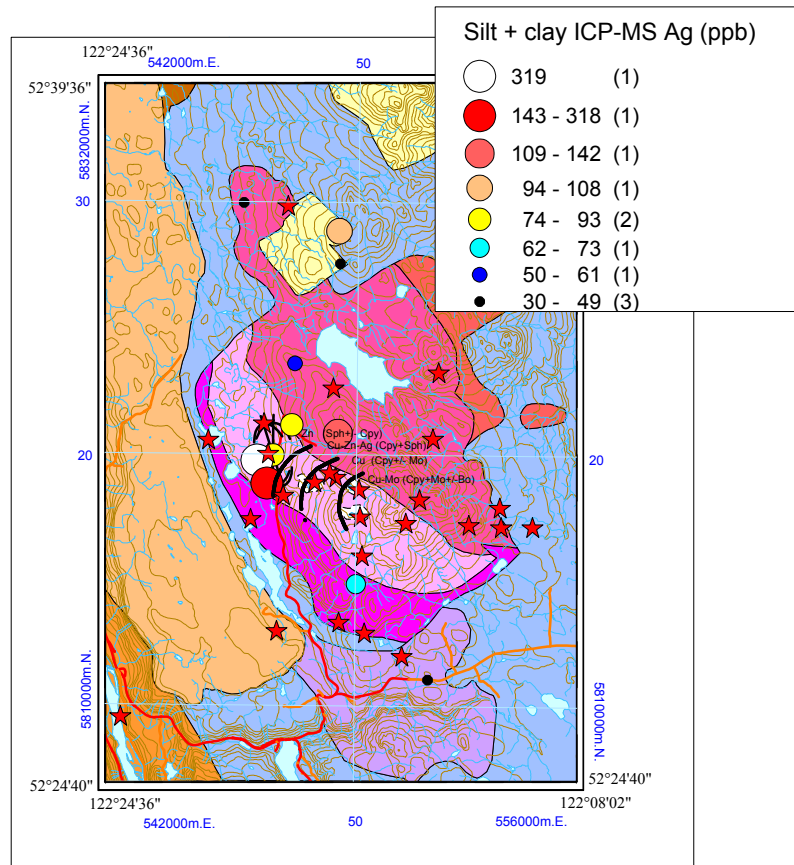 Silt + clay ICP-MS Ag (ppb)
319 (1)
143 - 318 (1)
109 - 142 (1)
94 - 108 (1)
74 - 93 (2)
62 - 73 (1)
50 - 61 (1)
30 - 49 (3)
122°24'36"
542000m.E.
50
52°39'36"
5832000m.N.
30
Zn (Sph+/- Cpy)
Cu-Zn-Ag (Cpy+Sph)
20
20
Cu (Cpy+/- Mo)
Cu-Mo (Cpy+Mo+/-Bo)
5810000m.N.
5810000m.N.
52°24'40"
52°24'40"
122°24'36"
122°08'02"
542000m.E.
50
556000m.E.